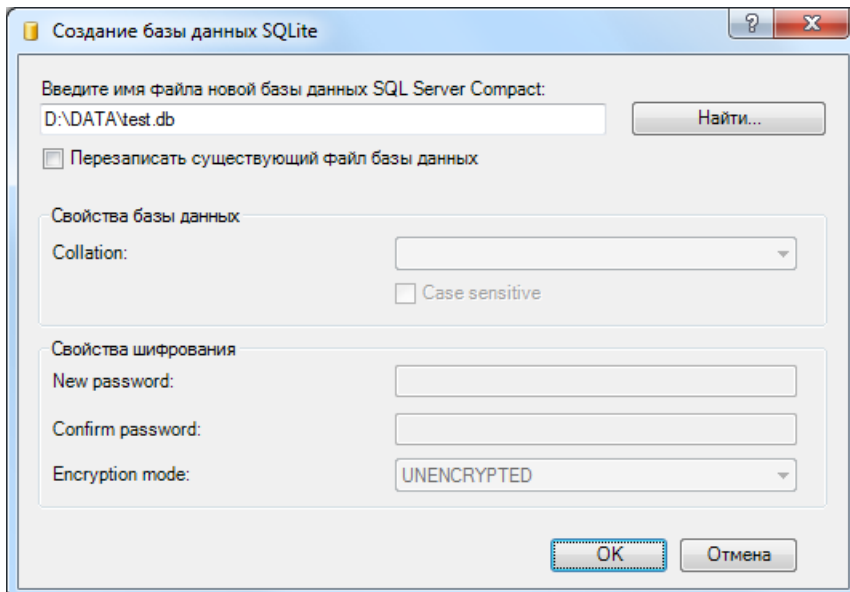 Создание базы данных SQLite
Введите имя файла новой базы данных SQL Server Compact:
D:\DATA\test.db
Найти...
Перезаписать существующий файл базы данных
Свойства базы данных
Collation:
Case sensitive
Свойства шифрования
New password:
Confirm password:
Encryption mode:
UNENCRYPTED
OK
Отмена